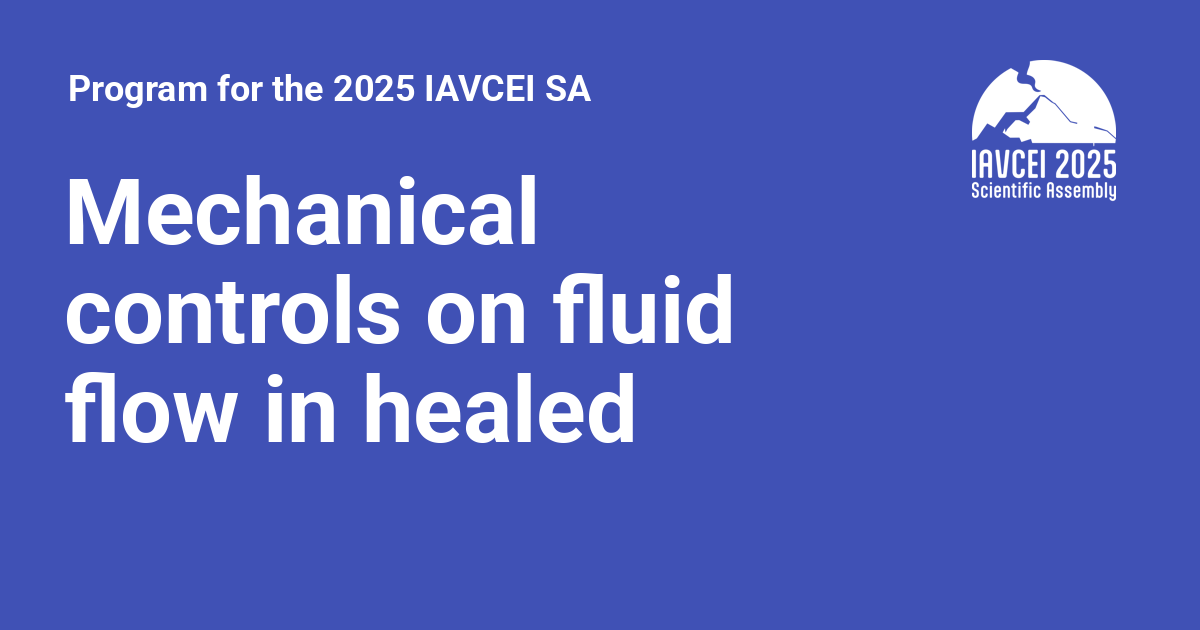 Program for the 2025 IAVCEI SA
Mechanical
controls on fluid
flow in healed
IAVCEI 2025
Scientific Assembly